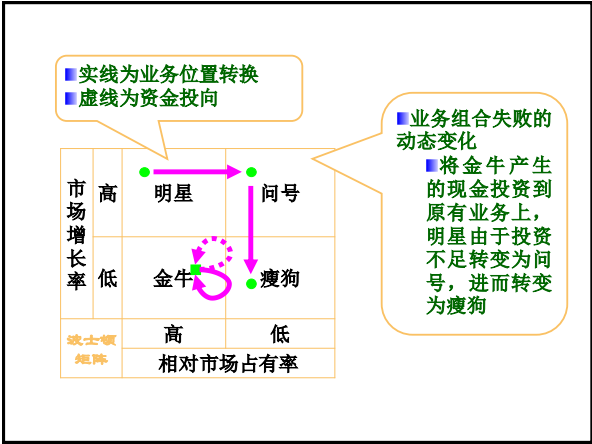 实线为业务位置转换
虚线为资金投向
业务组合失败的
动态变化
将金牛产生
的现金投资到
原有业务上，
明星由于投资
不足转变为问
号，进而转变
为瘦狗
市场增长率
高
明星
问号
低
金牛
瘦狗
波士顿
矩阵
高
低
相对市场占有率